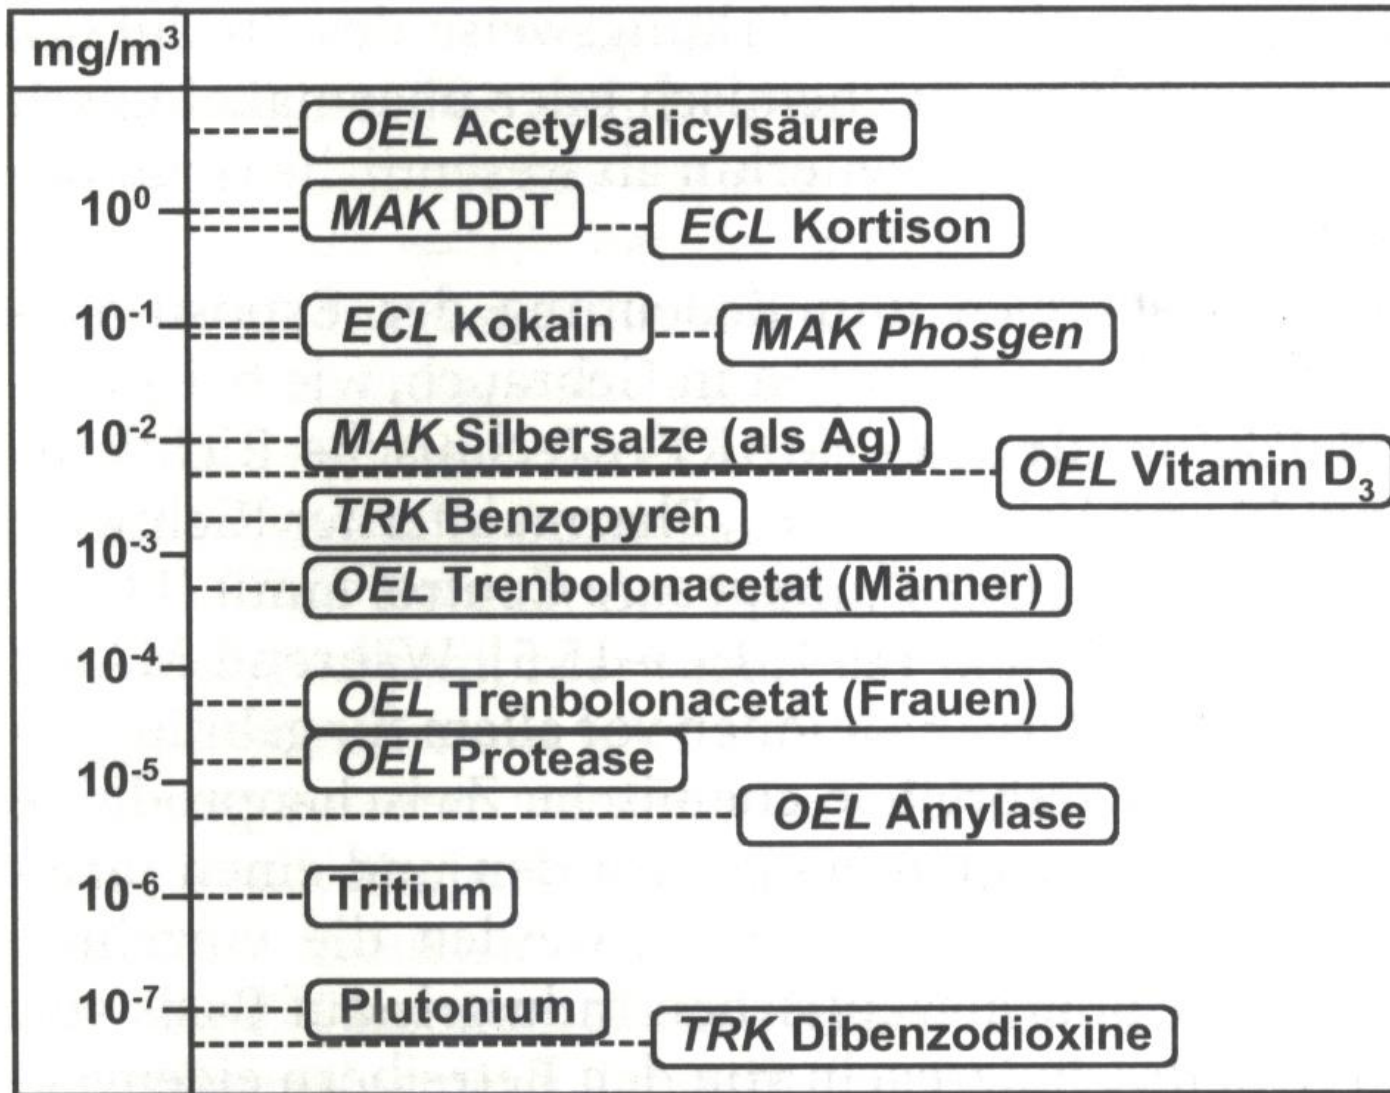 mg/m³
OEL Acetylsalicylsäure
10⁰ MAK DDT ECL Kortison
10⁻¹ ECL Kokain MAK Phosgen
10⁻² MAK Silbersalze (als Ag)
OEL Vitamin D₃
TRK Benzopyren
10⁻³
OEL Trenbolonacetat (Männer)
10⁻⁴
OEL Trenbolonacetat (Frauen)
OEL Protease
10⁻⁵
OEL Amylase
10⁻⁶ Tritium
10⁻⁷ Plutonium
TRK Dibenzodioxine